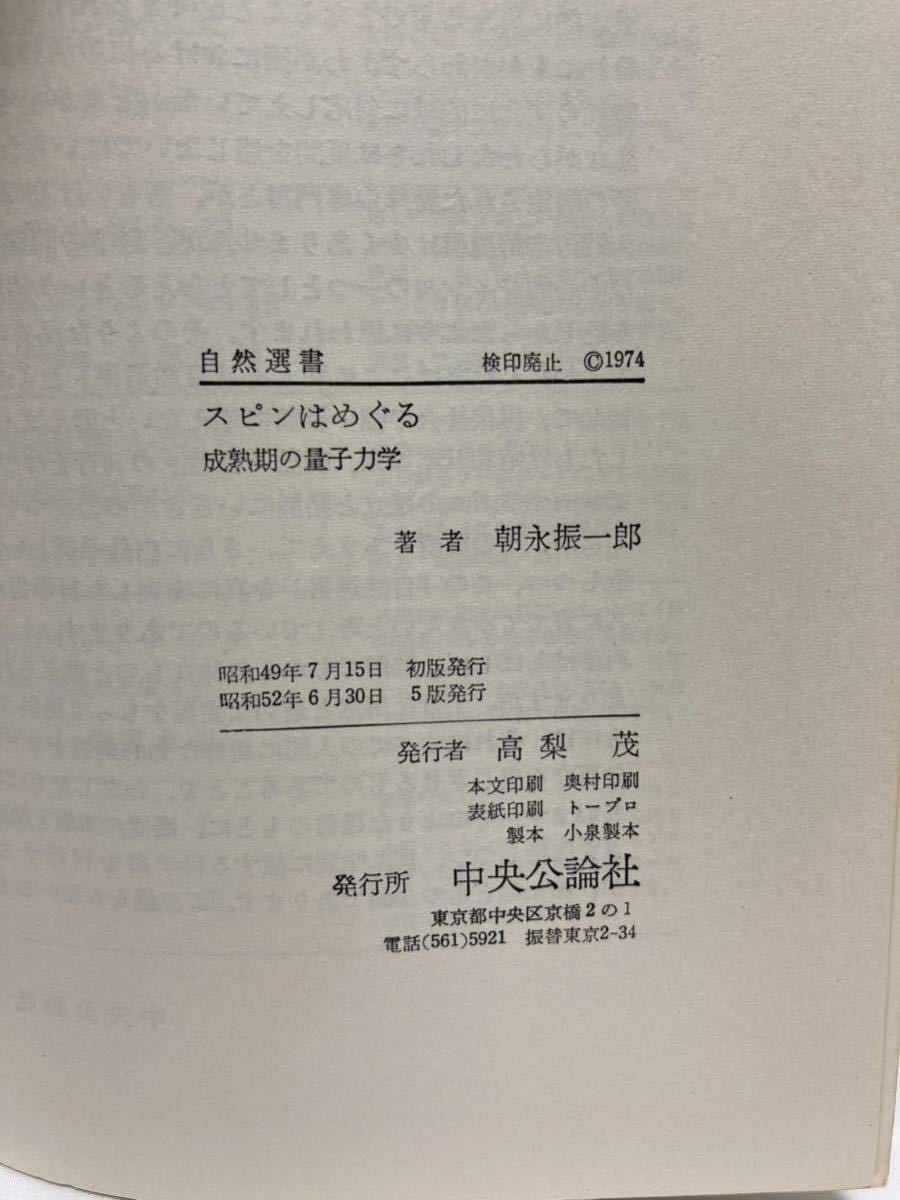 自然選書 検印廃止 ©1974
スピンはめぐる
成熟期の量子力学
著者 朝永振一郎
昭和49年7月15日 初版発行
昭和52年6月30日 5版発行
発行者 高梨 茂
本文印刷 奥村印刷
表紙印刷 トープロ
製本 小泉製本
発行所 中央公論社
東京都中央区京橋2の1
電話(561)5921 振替東京2-34